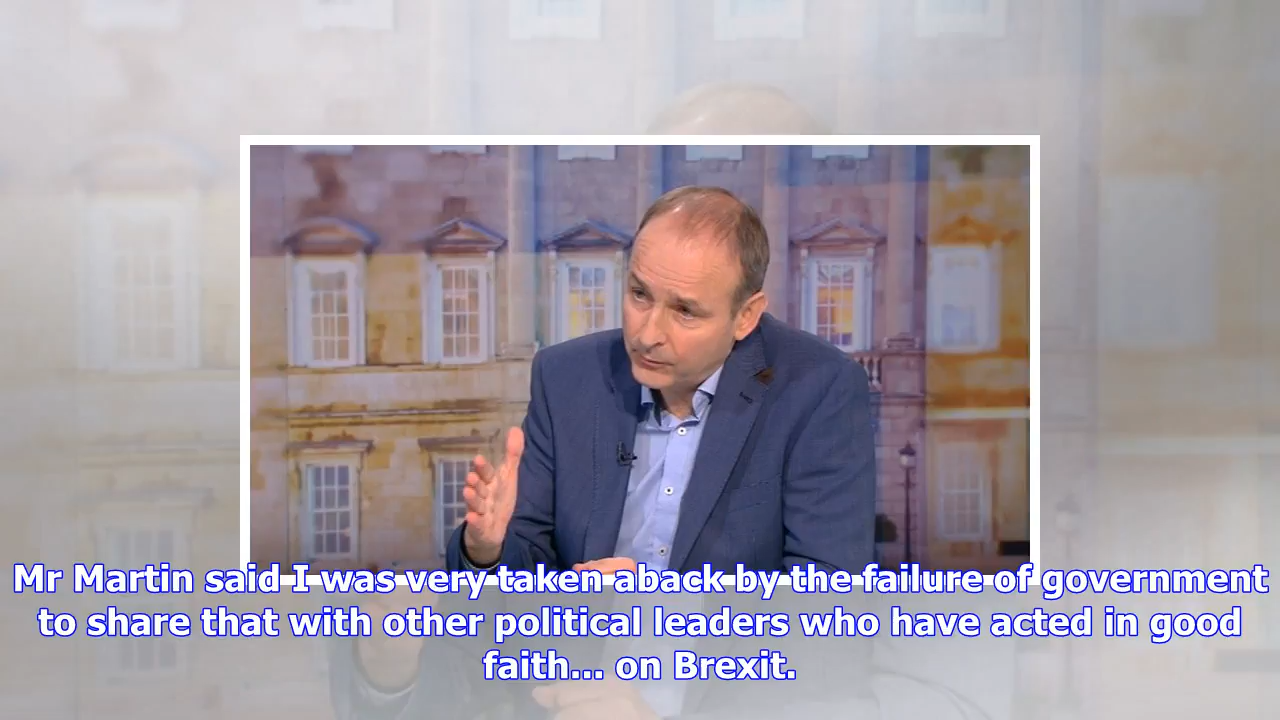 Mr Martin said I was very taken aback by the failure of government
to share that with other political leaders who have acted in good
faith... on Brexit.